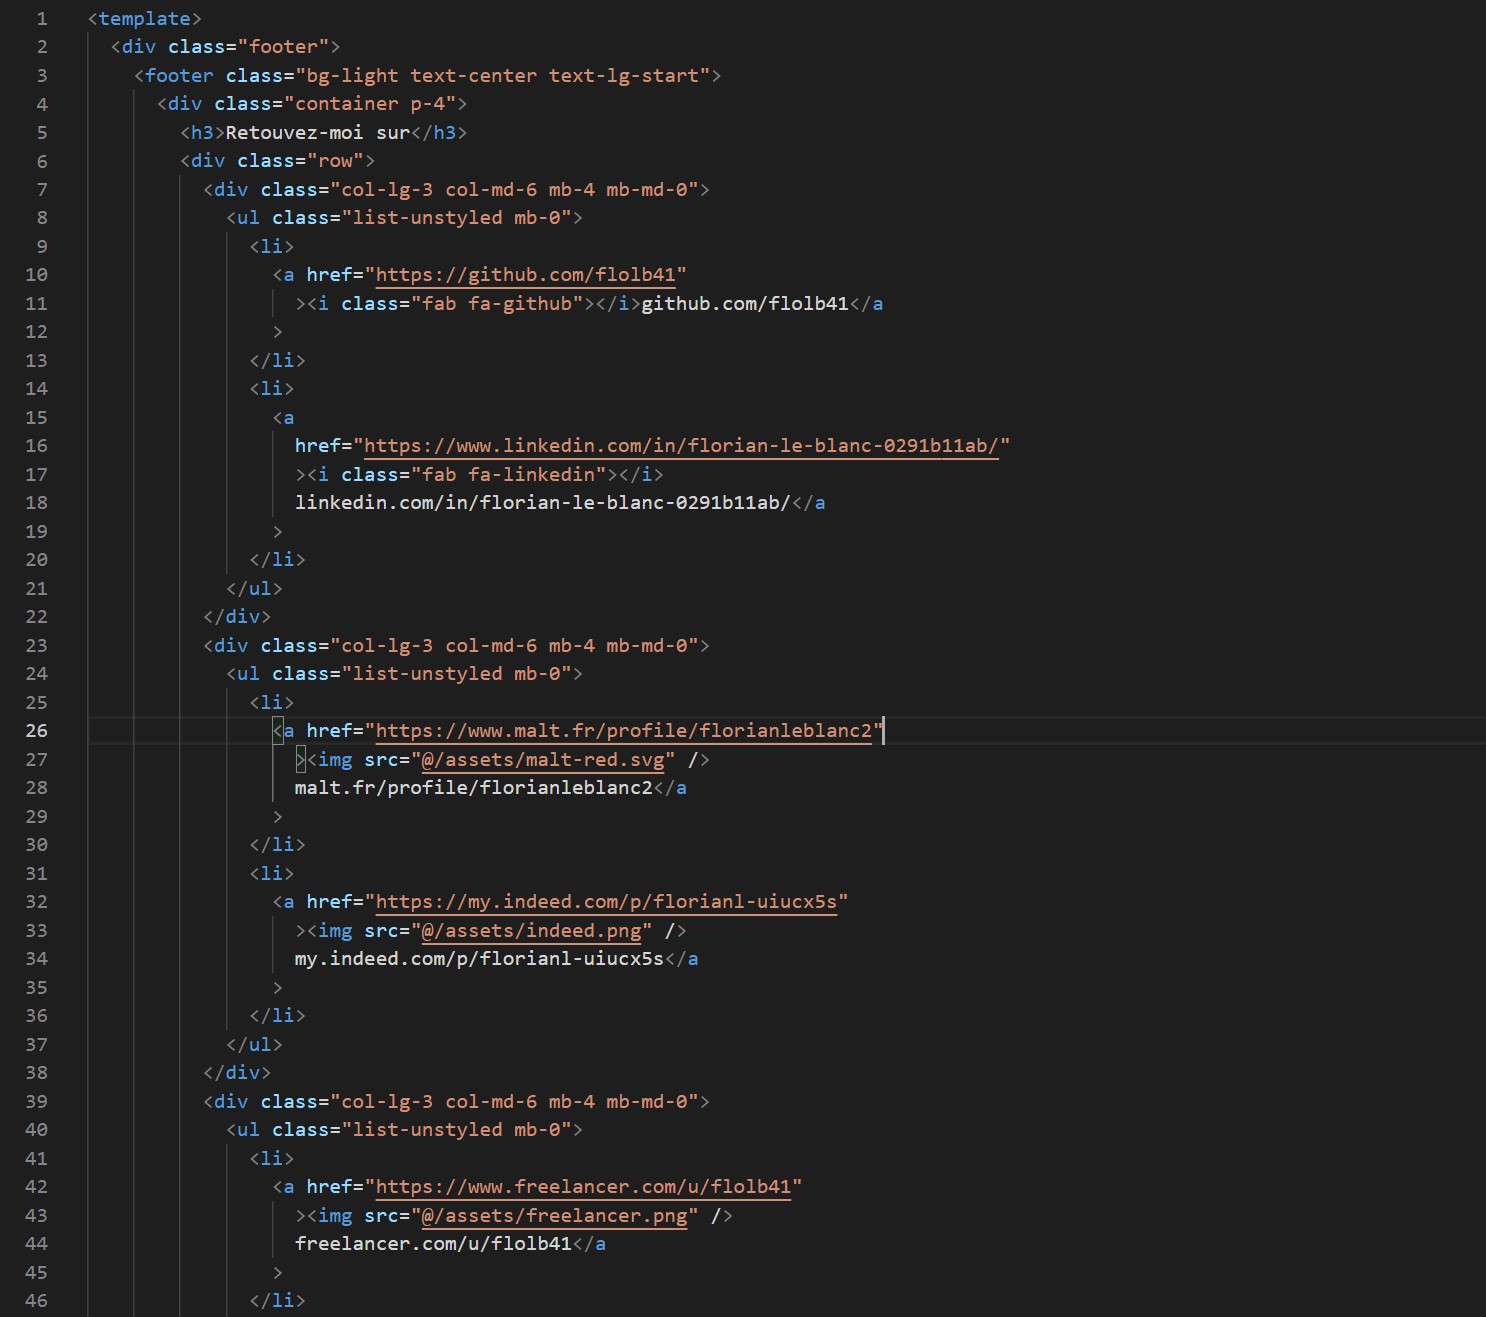 1 <template>
2 <div class="footer">
3 <footer class="bg-light text-center text-lg-start">
4 <div class="container p-4">
5 <h3>Retouvez-moi sur</h3>
6 <div class="row">
7 <div class="col-lg-3 col-md-6 mb-4 mb-md-0">
8 <ul class="list-unstyled mb-0">
9 <li>
10 <a href="https://github.com/flolb41"
11 ><i class="fab fa-github"></i>github.com/flolb41</a
12 >
13 </li>
14 <li>
15 <a
16 href="https://www.linkedin.com/in/florian-le-blanc-0291b11ab/"
17 ><i class="fab fa-linkedin"></i>
18 linkedin.com/in/florian-le-blanc-0291b11ab/</a
19 >
20 </li>
21 </ul>
22 </div>
23 <div class="col-lg-3 col-md-6 mb-4 mb-md-0">
24 <ul class="list-unstyled mb-0">
25 <li>
26 <a href="https://www.malt.fr/profile/florianleblanc2"
27 ><img src="@/assets/malt-red.svg" />
28 malt.fr/profile/florianleblanc2</a
29 >
30 </li>
31 <li>
32 <a href="https://my.indeed.com/p/florianl-uiucx5s"
33 ><img src="@/assets/indeed.png" />
34 my.indeed.com/p/florianl-uiucx5s</a
35 >
36 </li>
37 </ul>
38 </div>
39 <div class="col-lg-3 col-md-6 mb-4 mb-md-0">
40 <ul class="list-unstyled mb-0">
41 <li>
42 <a href="https://www.freelancer.com/u/flolb41"
43 ><img src="@/assets/freelancer.png" />
44 freelancer.com/u/flolb41</a
45 >
46 </li>